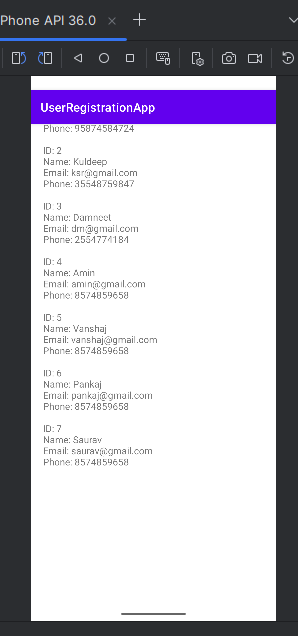 Phone API 36.0
UserRegistrationApp
Phone: 95874584724
ID: 2
Name: Kuldeep
Email: ksr@gmail.com
Phone: 35548759847
ID: 3
Name: Damneet
Email: dm@gmail.com
Phone: 2554774184
ID: 4
Name: Amin
Email: amin@gmail.com
Phone: 8574859658
ID: 5
Name: Vanshaj
Email: vanshaj@gmail.com
Phone: 8574859658
ID: 6
Name: Pankaj
Email: pankaj@gmail.com
Phone: 8574859658
ID: 7
Name: Saurav
Email: saurav@gmail.com
Phone: 8574859658